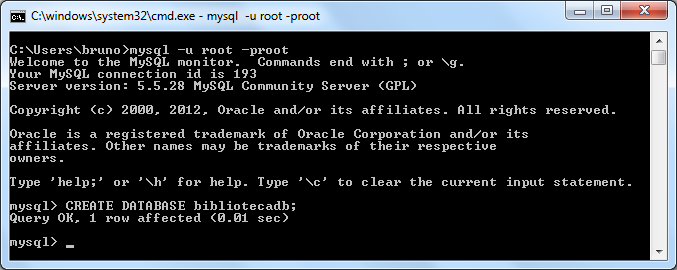 C:\windows\system32\cmd.exe - mysql  -u root -proot
C:\Users\bruno>mysql -u root -proot
Welcome to the MySQL monitor.  Commands end with ; or \g.
Your MySQL connection id is 193
Server version: 5.5.28 MySQL Community Server (GPL)
Copyright (c) 2000, 2012, Oracle and/or its affiliates. All rights reserved.
Oracle is a registered trademark of Oracle Corporation and/or its
affiliates. Other names may be trademarks of their respective
owners.
Type 'help;' or '\h' for help. Type '\c' to clear the current input statement.
mysql> CREATE DATABASE bibliotecadb;
Query OK, 1 row affected (0.01 sec)
mysql> _